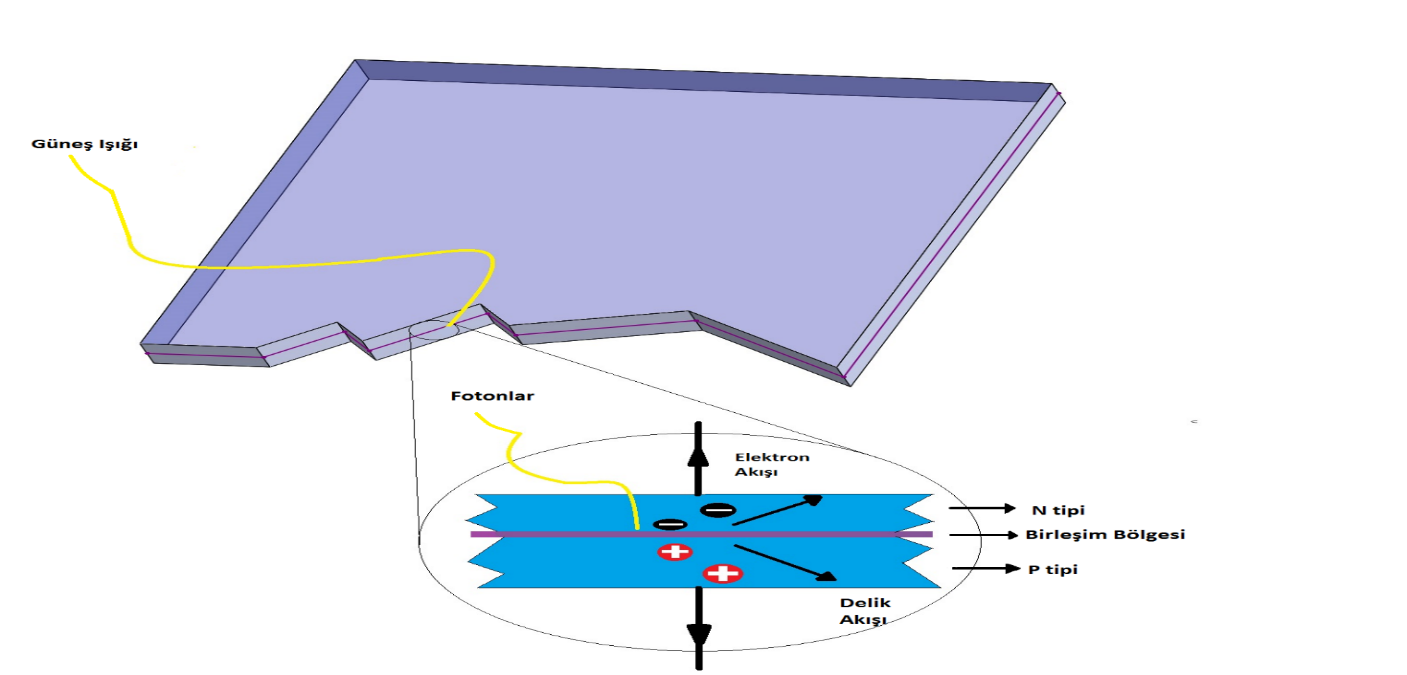 Güneş Işığı
Fotonlar
Elektron
Akışı
N tipi
Birleşim Bölgesi
P tipi
Delik
Akışı